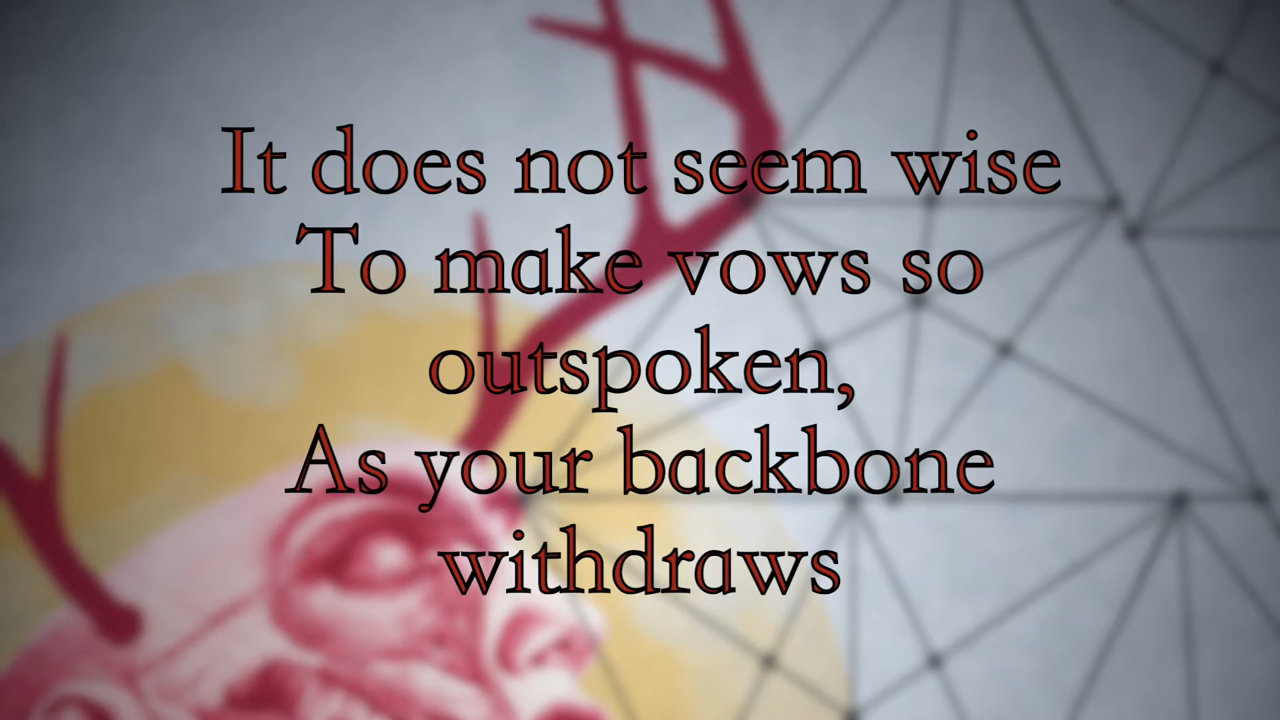 It does not seem wise
To make vows so
outspoken,
As your backbone
withdraws